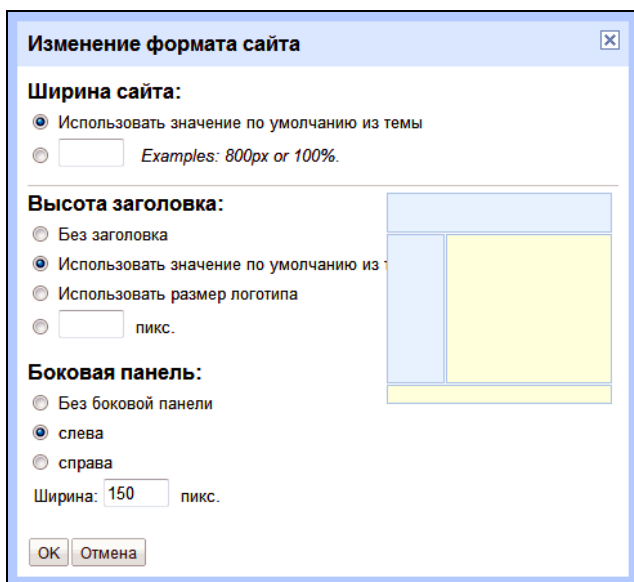 Изменение формата сайта
Ширина сайта:
Использовать значение по умолчанию из темы
Examples: 800px or 100%.
Высота заголовка:
Без заголовка
Использовать значение по умолчанию из т
Использовать размер логотипа
пикс.
Боковая панель:
Без боковой панели
слева
справа
Ширина: 150 пикс.
OK Отмена